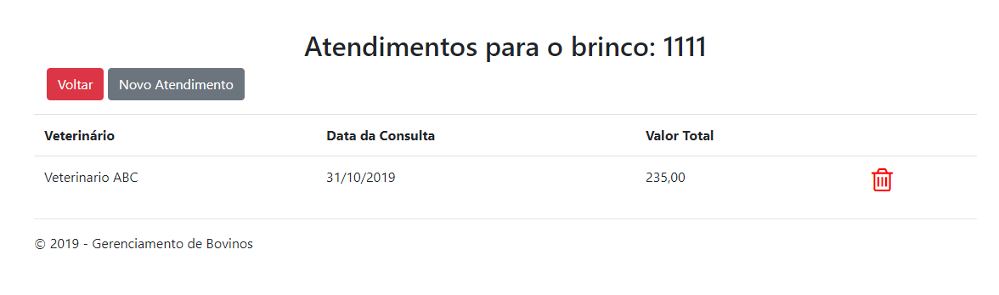 Atendimentos para o brinco: 1111
Voltar Novo Atendimento
Veterinário Data da Consulta Valor Total
Veterinario ABC 31/10/2019 235,00
© 2019 - Gerenciamento de Bovinos